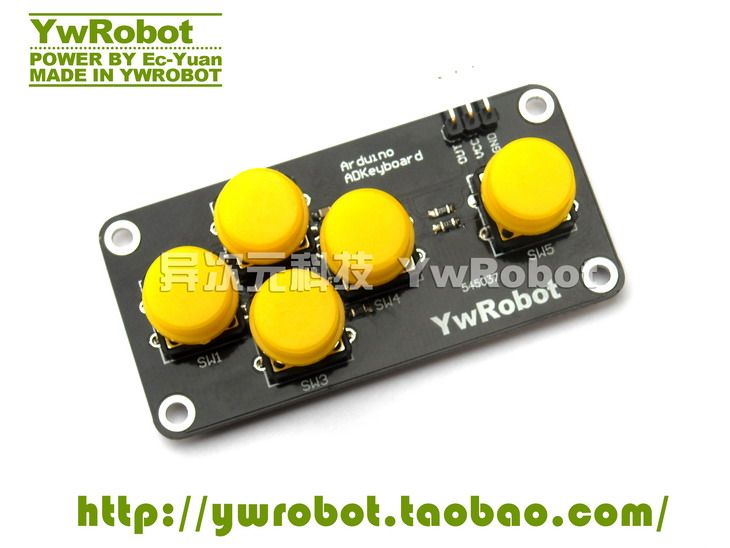 YwRobot
POWER BY Ec-Yuan
MADE IN YWROBOT
Arduino
ADKeyboard
OUT
VCC
GND
SW5
异次元科技 YwRobot
SW4
545037
YwRobot
SW1
SW3
http://ywrobot.taobao.com/